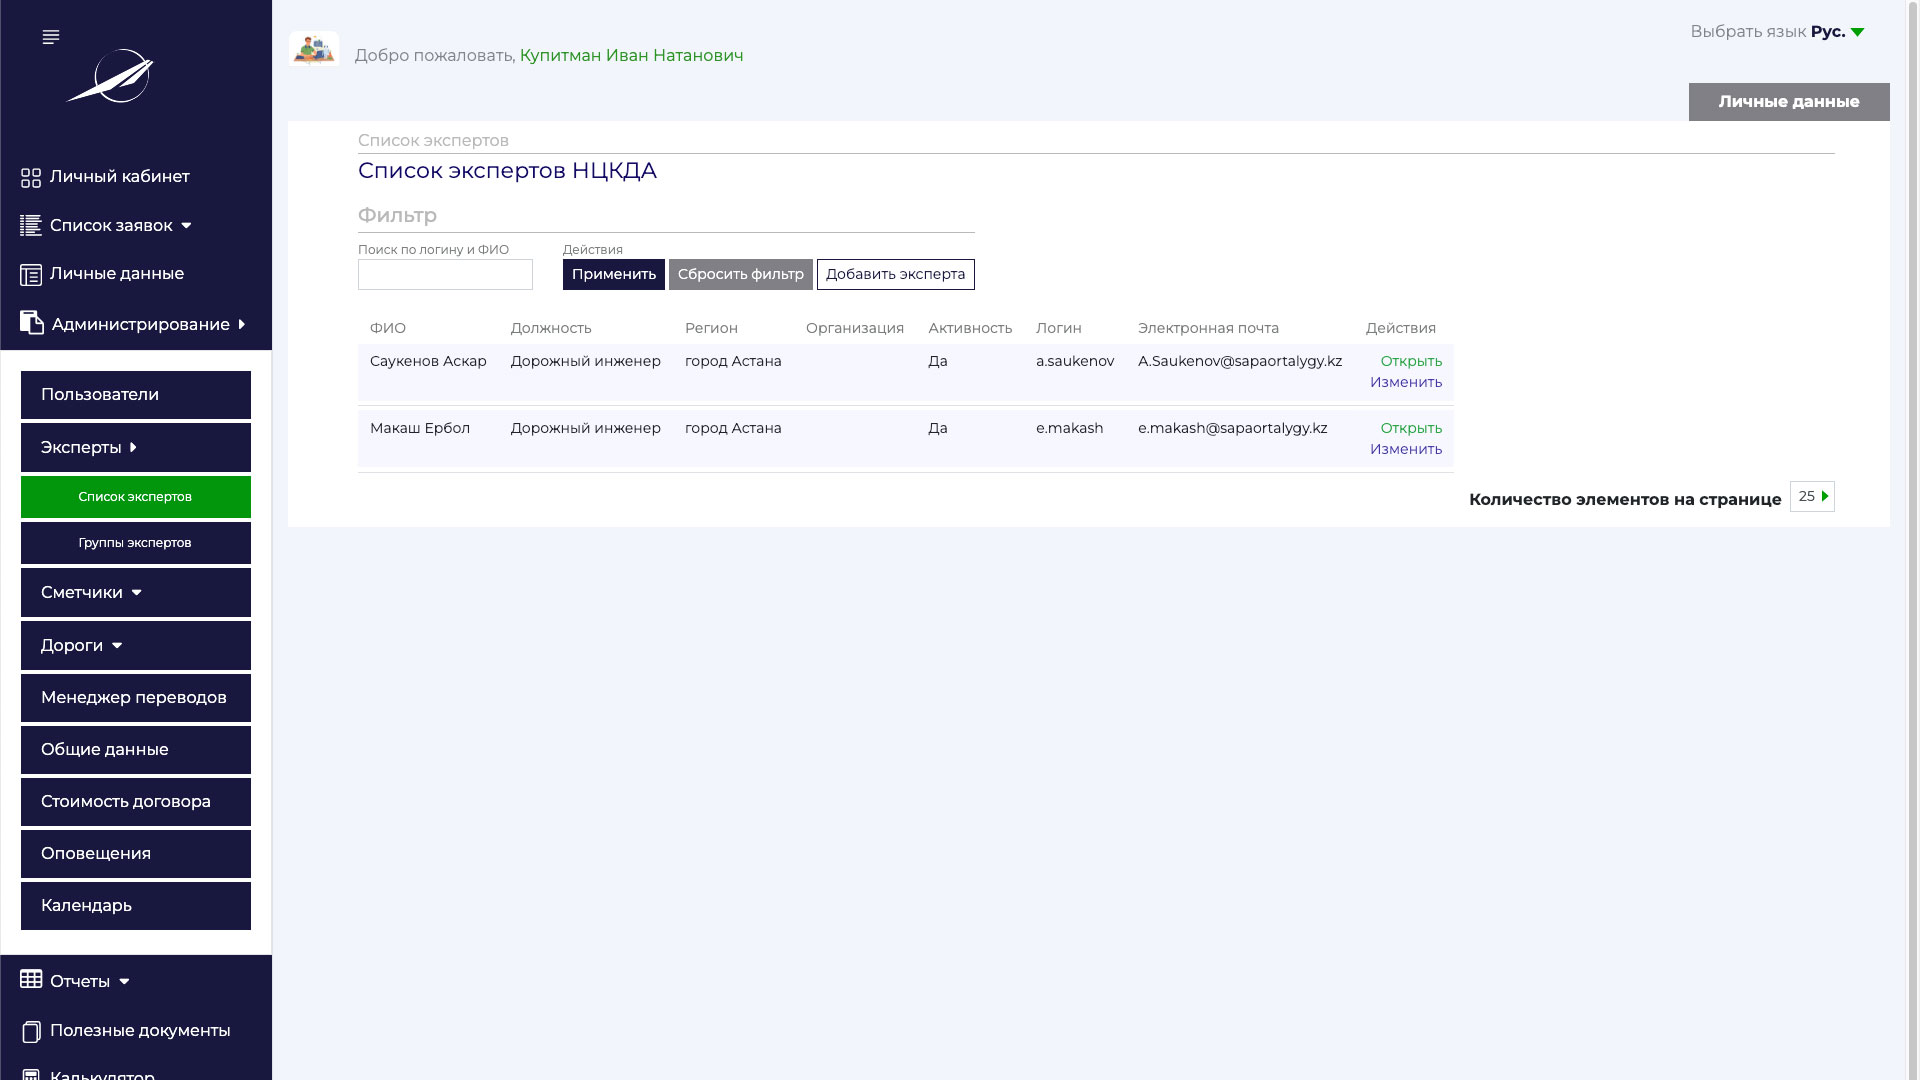 Добро пожаловать, Купитман Иван Натанович
Выбрать язык Рус.
Личные данные
Личный кабинет
Список заявок
Личные данные
Администрирование
Пользователи
Эксперты
Список экспертов
Группы экспертов
Сметчики
Дороги
Менеджер переводов
Общие данные
Стоимость договора
Оповещения
Календарь
Отчеты
Полезные документы
Калькулятор
Список экспертов
Список экспертов НЦКДА
Фильтр
Поиск по логину и ФИО Действия
Применить Сбросить фильтр Добавить эксперта
ФИО Должность Регион Организация Активность Логин Электронная почта Действия
Саукенов Аскар Дорожный инженер город Астана Да a.saukenov A.Saukenov@sapaortalygy.kz Открыть
Изменить
Макаш Ербол Дорожный инженер город Астана Да e.makash e.makash@sapaortalygy.kz Открыть
Изменить
Количество элементов на странице 25